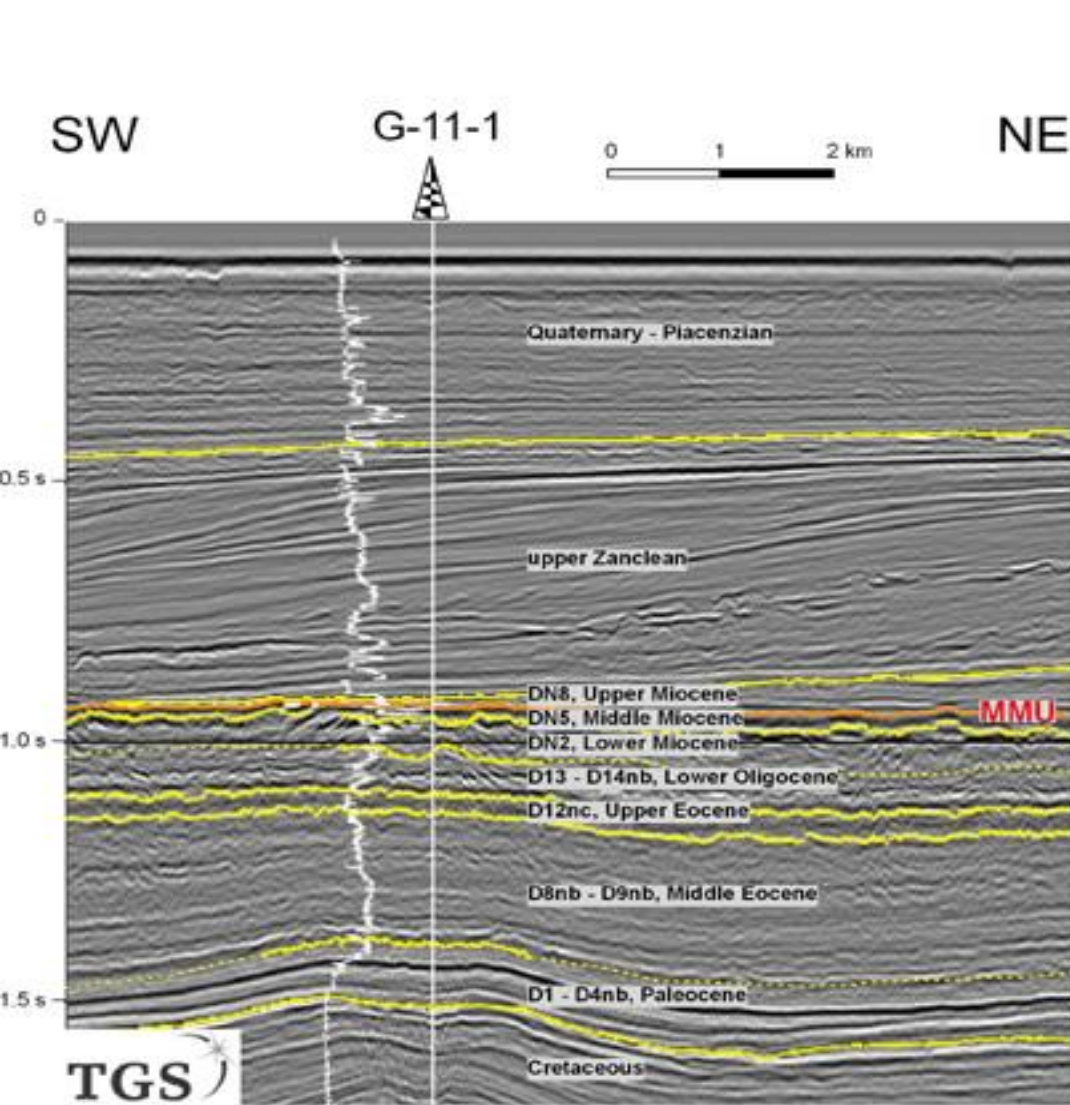 SW
G-11-1
NE
0 1 2 km
0
Quaternary - Piacenzian
0.5 s
upper Zanclean
DN8, Upper Miocene
MMU
DN5, Middle Miocene
1.0 s
DN2, Lower Miocene
D13 - D14nb, Lower Oligocene
D12nc, Upper Eocene
D8nb - D9nb, Middle Eocene
D1 - D4nb, Paleocene
1.5 s
Cretaceous
TGS